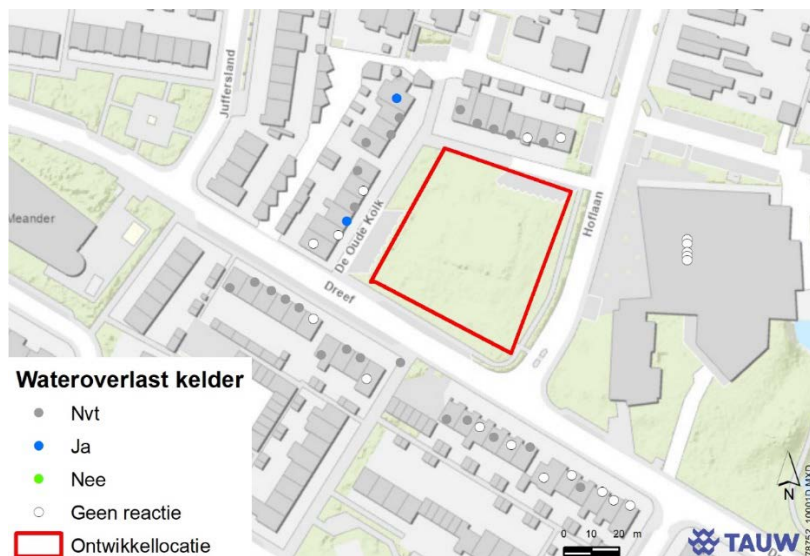 Juffersland
Meander
De Oude Kolk
Hoflaan
Dreef
Wateroverlast kelder
Nvt
Ja
Nee
Geen reactie
Ontwikkellocatie
0 10 20 m
N
TAUW